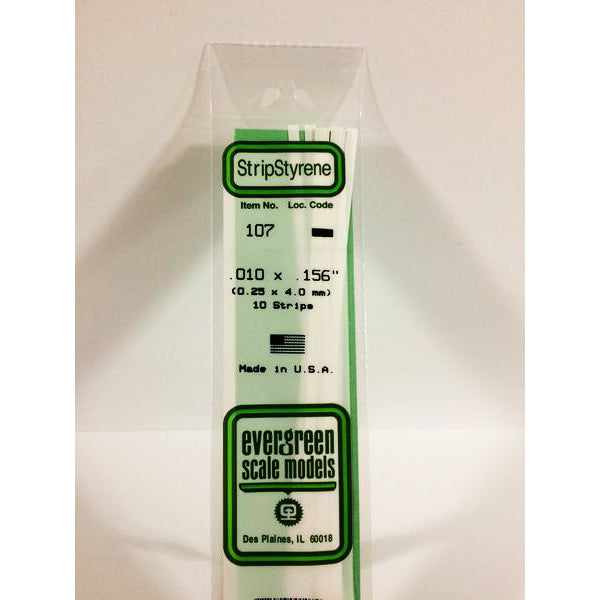 StripStyrene
Item No. Loc. Code
107
.010 x .156"
(0.25 x 4.0 mm)
10 Strips
Made in U.S.A.
evergreen
scale models
Des Plaines, IL 60018